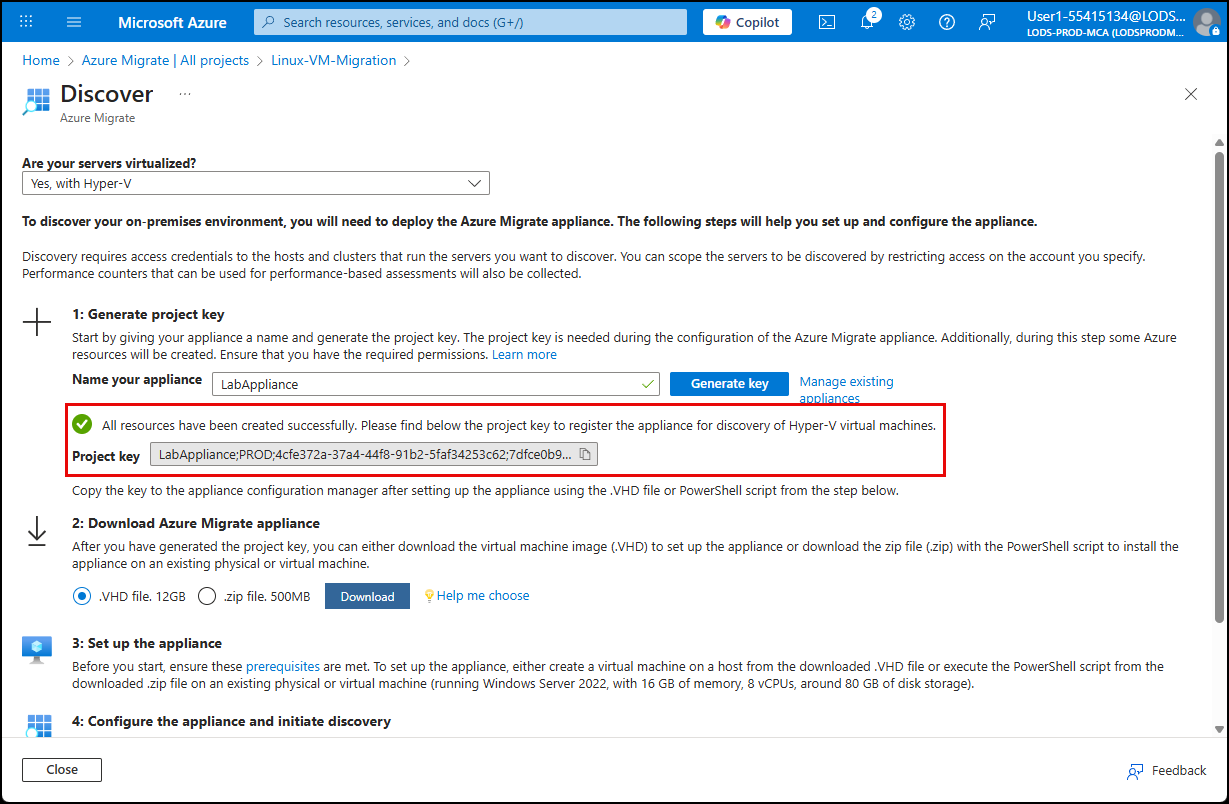 Microsoft Azure
Search resources, services, and docs (G+/)
Copilot
2
User1-55415134@LODS...
LODS-PROD-MCA (LODSPRODM...
Home > Azure Migrate | All projects > Linux-VM-Migration >
Discover ...
Azure Migrate
Are your servers virtualized?
Yes, with Hyper-V
To discover your on-premises environment, you will need to deploy the Azure Migrate appliance. The following steps will help you set up and configure the appliance.
Discovery requires access credentials to the hosts and clusters that run the servers you want to discover. You can scope the servers to be discovered by restricting access on the account you specify.
Performance counters that can be used for performance-based assessments will also be collected.
1: Generate project key
Start by giving your appliance a name and generate the project key. The project key is needed during the configuration of the Azure Migrate appliance. Additionally, during this step some Azure
resources will be created. Ensure that you have the required permissions. Learn more
Name your appliance
LabAppliance
Generate key
Manage existing
appliances
All resources have been created successfully. Please find below the project key to register the appliance for discovery of Hyper-V virtual machines.
Project key
LabAppliance;PROD;4cfe372a-37a4-44f8-91b2-5faf34253c62;7dfce0b9...
Copy the key to the appliance configuration manager after setting up the appliance using the .VHD file or PowerShell script from the step below.
2: Download Azure Migrate appliance
After you have generated the project key, you can either download the virtual machine image (.VHD) to set up the appliance or download the zip file (.zip) with the PowerShell script to install the
appliance on an existing physical or virtual machine.
.VHD file. 12GB
.zip file. 500MB
Download
Help me choose
3: Set up the appliance
Before you start, ensure these prerequisites are met. To set up the appliance, either create a virtual machine on a host from the downloaded .VHD file or execute the PowerShell script from the
downloaded .zip file on an existing physical or virtual machine (running Windows Server 2022, with 16 GB of memory, 8 vCPUs, around 80 GB of disk storage).
4: Configure the appliance and initiate discovery
Close
Feedback